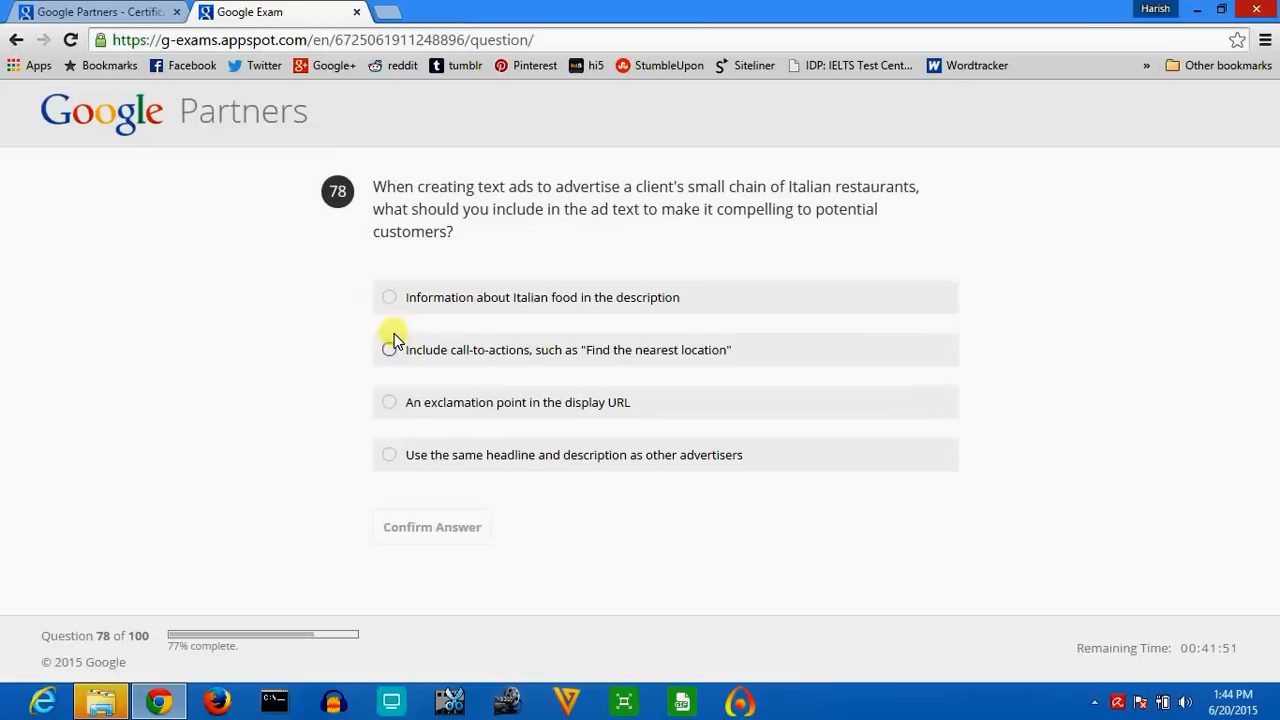 Google Partners - Certific
Google Exam
Harish
https://g-exams.appspot.com/en/6725061911248896/question/
Apps
Bookmarks
Facebook
Twitter
Google+
reddit
tumblr
Pinterest
hi5
StumbleUpon
Siteliner
IDP: IELTS Test Cent...
Wordtracker
»
Other bookmarks
Google Partners
78
When creating text ads to advertise a client's small chain of Italian restaurants,
what should you include in the ad text to make it compelling to potential
customers?
Information about Italian food in the description
Include call-to-actions, such as "Find the nearest location"
An exclamation point in the display URL
Use the same headline and description as other advertisers
Confirm Answer
Question 78 of 100
77% complete.
© 2015 Google
Remaining Time: 00:41:51
1:44 PM
6/20/2015